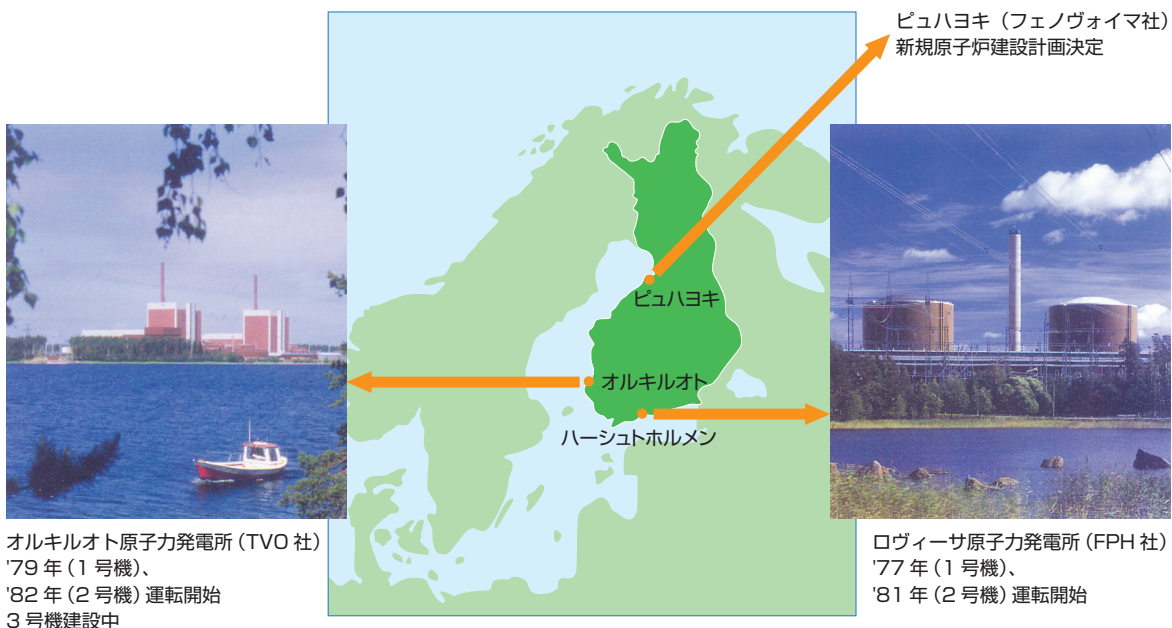 ピュハヨキ（フェノヴォイマ社）
新規原子炉建設計画決定
ピュハヨキ
オルキルオト
ハーシュトホルメン
オルキルオト原子力発電所（TVO 社）
'79 年（1 号機）、
'82 年（2 号機）運転開始
3 号機建設中
ロヴィーサ原子力発電所（FPH 社）
'77 年（1 号機）、
'81 年（2 号機）運転開始